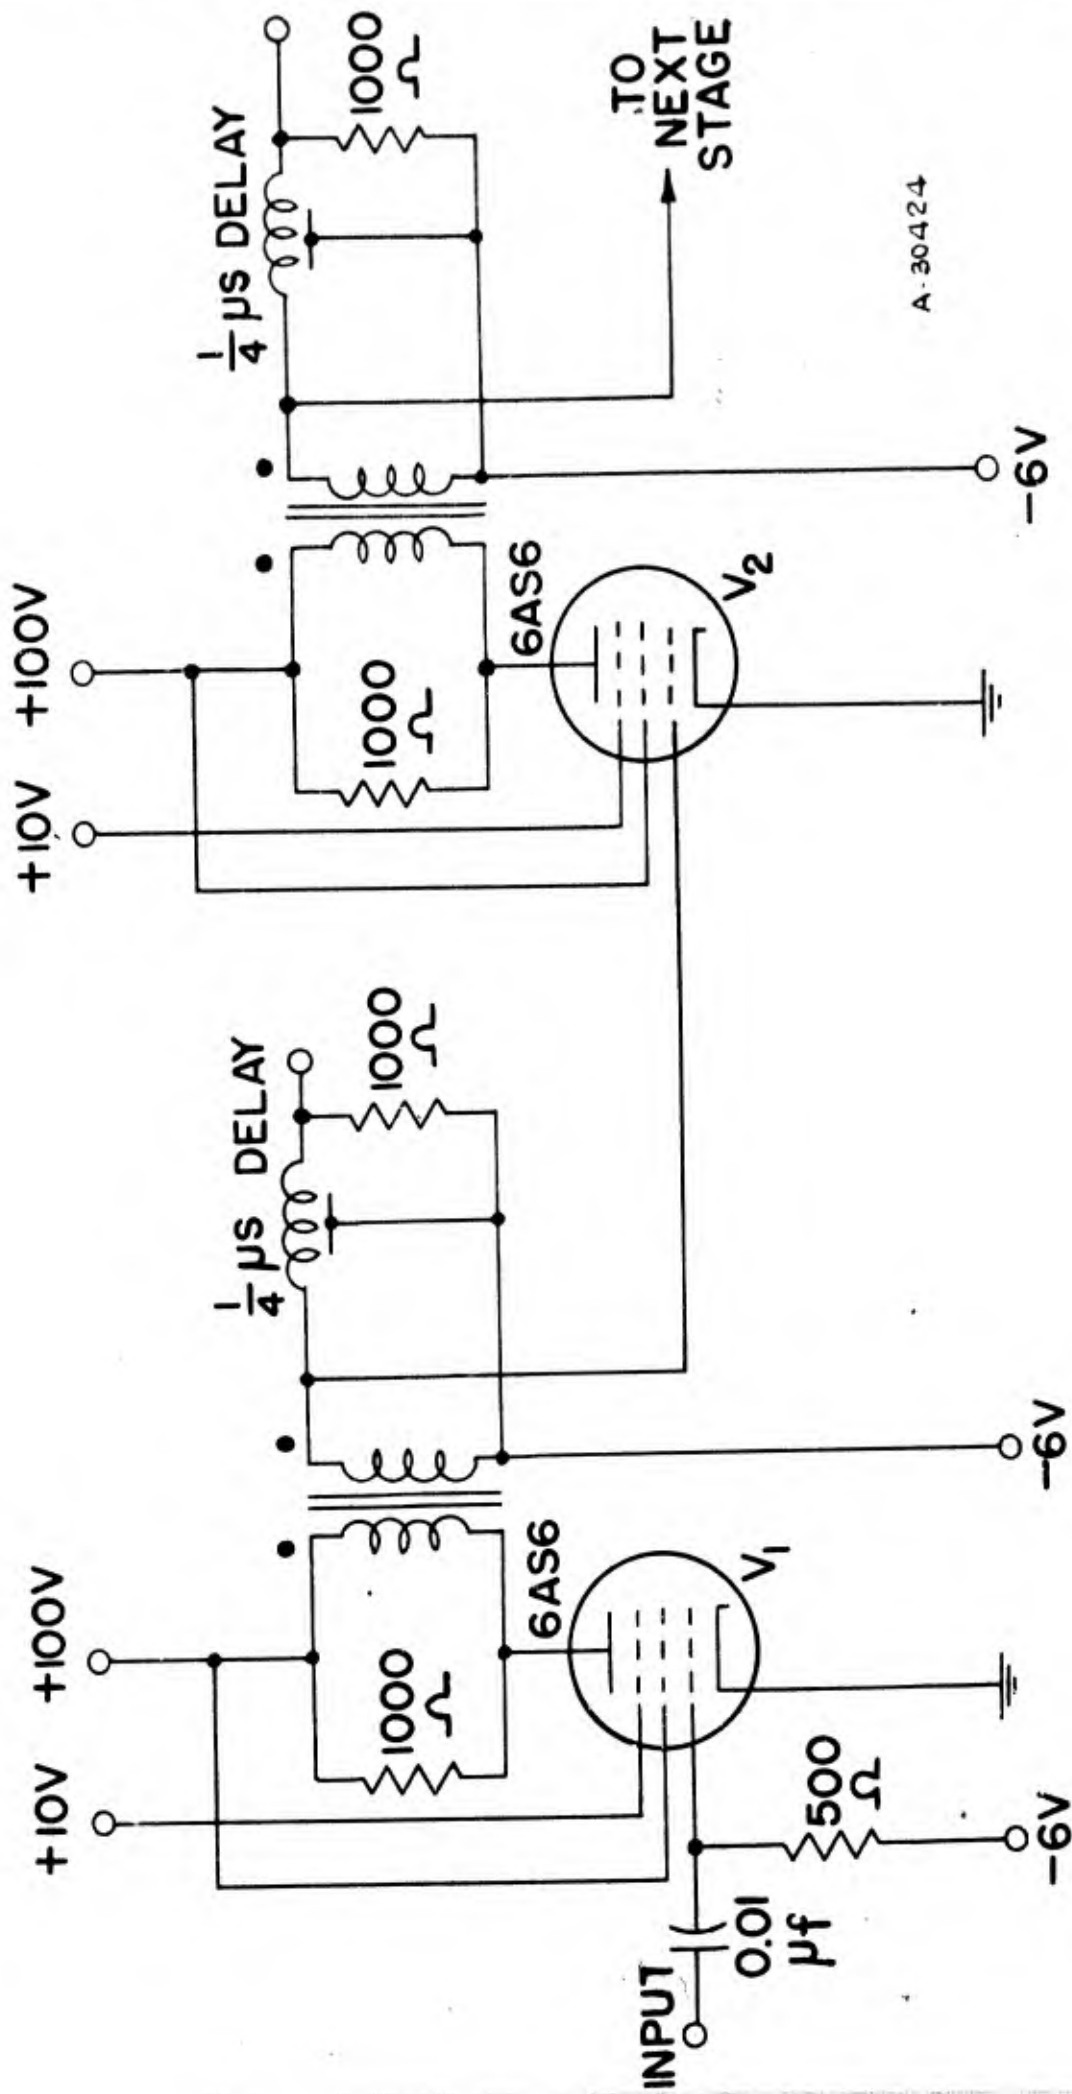 +10V
+100V
1/4 µs DELAY
1000
Ω
1000
Ω
6AS6
V1
INPUT
0.01
µf
500
Ω
-6V
-6V
+10V
+100V
1/4 µs DELAY
1000
Ω
1000
Ω
6AS6
V2
-6V
TO
NEXT
STAGE
A-30424